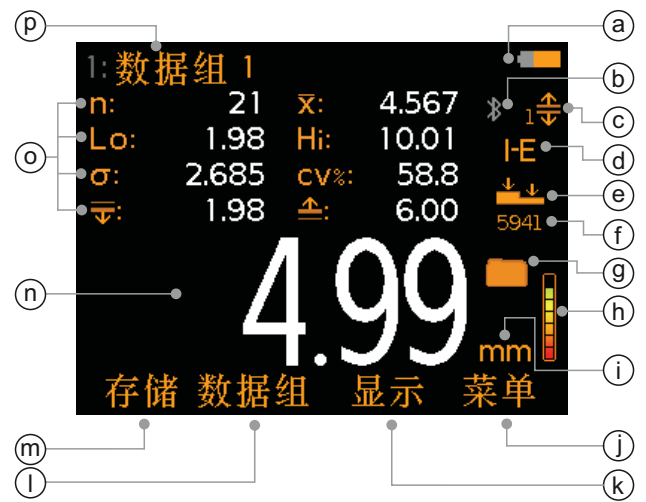 p
a
1:数据组 1
b
n: 21 x̄: 4.567
1
c
Lo: 1.98 Hi: 10.01
I-E
d
o
σ: 2.685 cv%: 58.8
e
1.98 : 6.00
5941
f
g
n
4.99
h
mm
i
存储 数据组 显示 菜单
m
l
k
j